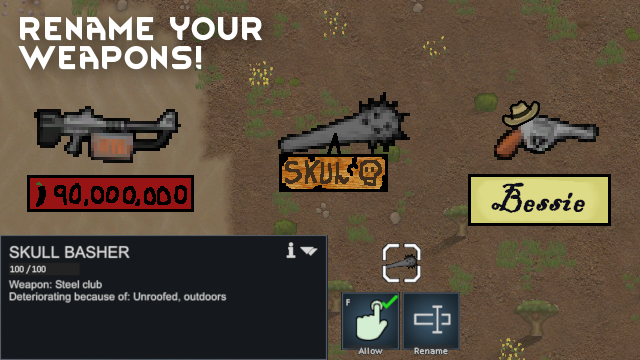 RENAME YOUR
WEAPONS!
90,000,000
SKUL
Bessie
SKULL BASHER
100 / 100
Weapon: Steel club
Deteriorating because of: Unroofed, outdoors
F
Allow
Rename